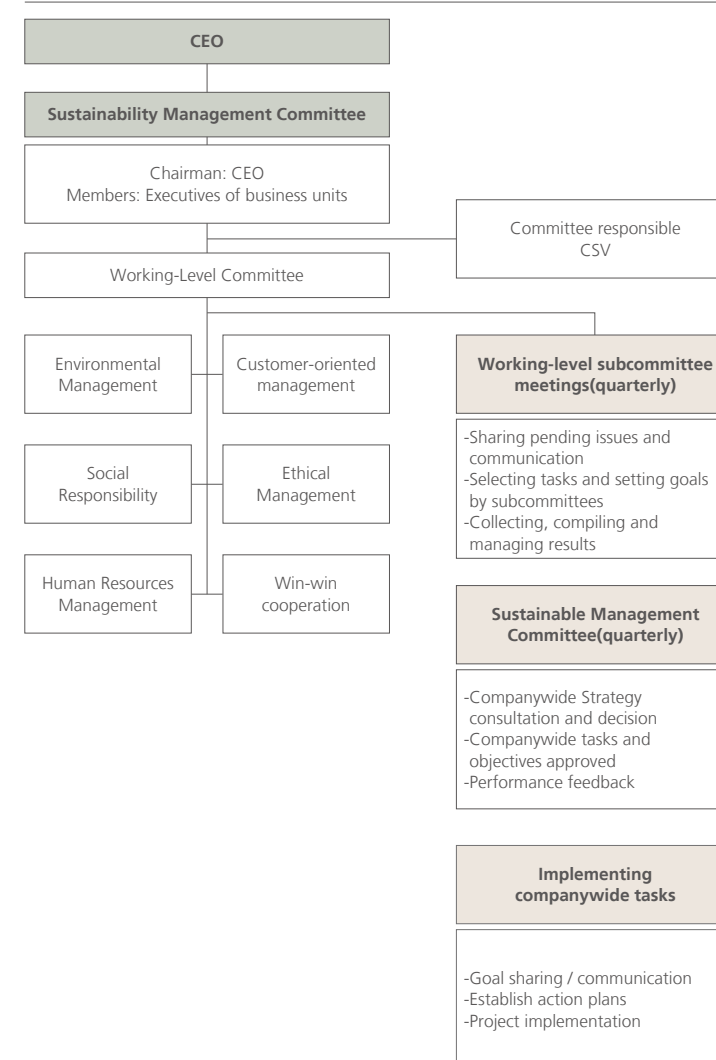 CEO
Sustainability Management Committee
Chairman: CEO
Members: Executives of business units
Committee responsible
CSV
Working-Level Committee
Environmental
Management
Customer-oriented
management
Social
Responsibility
Ethical
Management
Human Resources
Management
Win-win
cooperation
Working-level subcommittee
meetings(quarterly)
-Sharing pending issues and
communication
-Selecting tasks and setting goals
by subcommittees
-Collecting, compiling and
managing results
Sustainable Management
Committee(quarterly)
-Companywide Strategy
consultation and decision
-Companywide tasks and
objectives approved
-Performance feedback
Implementing
companywide tasks
-Goal sharing / communication
-Establish action plans
-Project implementation